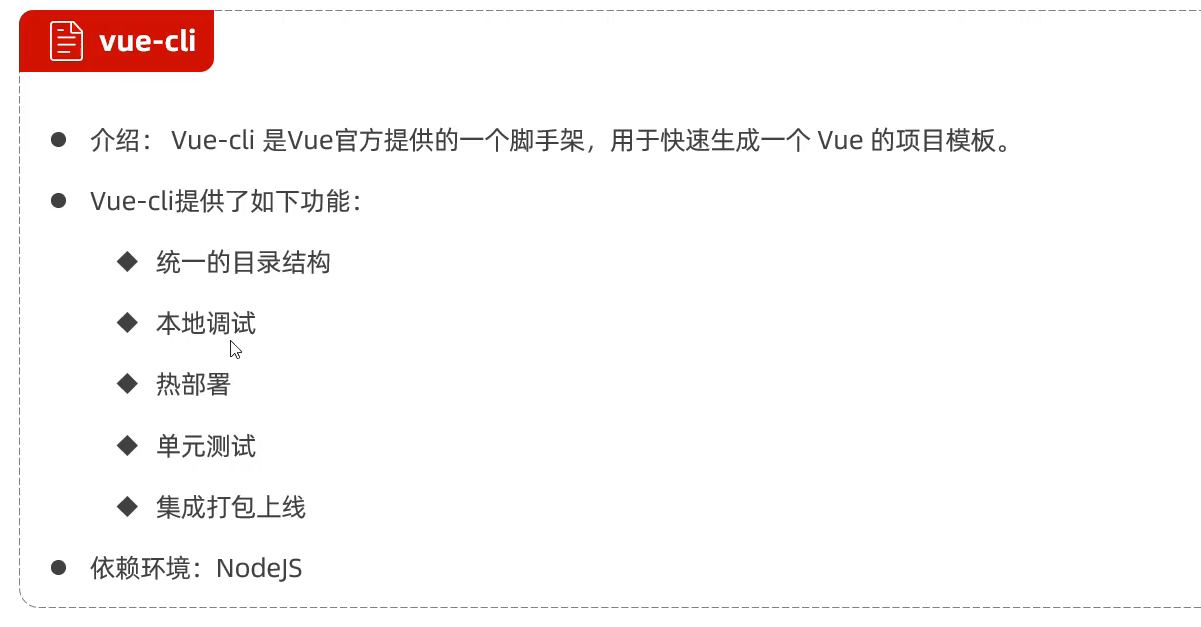 vue-cli
介绍： Vue-cli 是Vue官方提供的一个脚手架，用于快速生成一个 Vue 的项目模板。
Vue-cli提供了如下功能：
统一的目录结构
本地调试
热部署
单元测试
集成打包上线
依赖环境：NodeJS